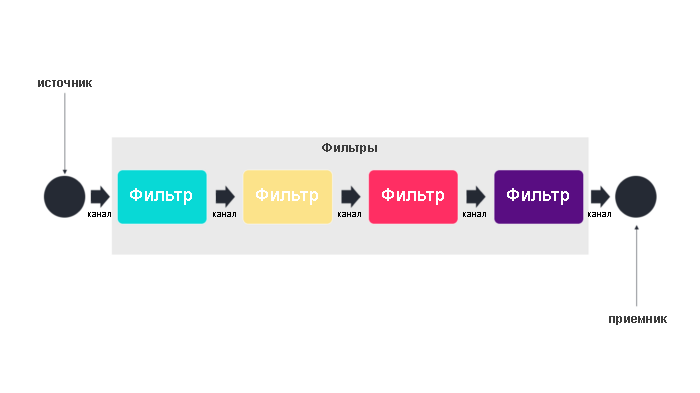 источник
Фильтры
Фильтр
Фильтр
Фильтр
Фильтр
канал
канал
канал
канал
канал
приемник